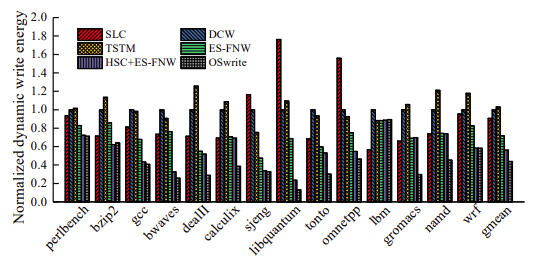 Normalized dynamic write energy
2.0
1.8
1.6
1.4
1.2
1.0
0.8
0.6
0.4
0.2
0.0
SLC DCW
TSTM ES-FNW
HSC+ES-FNW OSwrite
perlbench
bzip2
gcc
bwaves
dealII
calculix
sjeng
libquantum
tonto
omnetpp
lbm
gromacs
namd
wrf
gmean